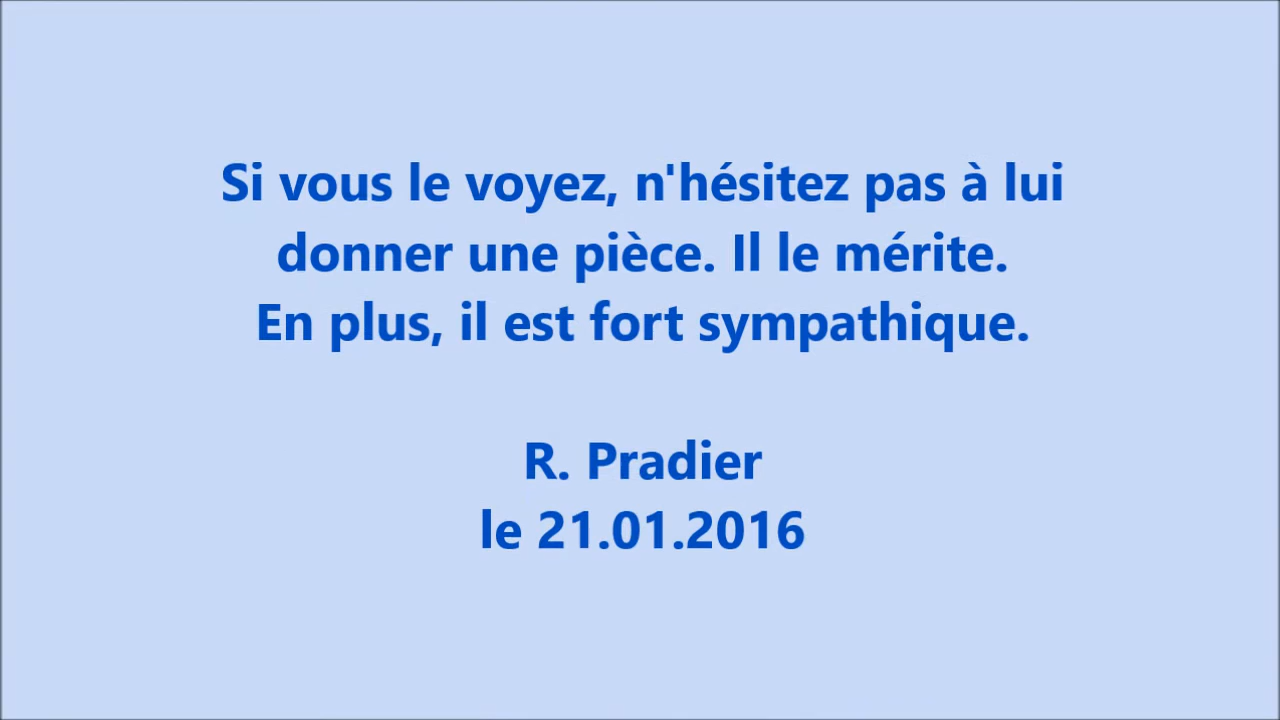 Si vous le voyez, n'hésitez pas à lui
donner une pièce. Il le mérite.
En plus, il est fort sympathique.
R. Pradier
le 21.01.2016